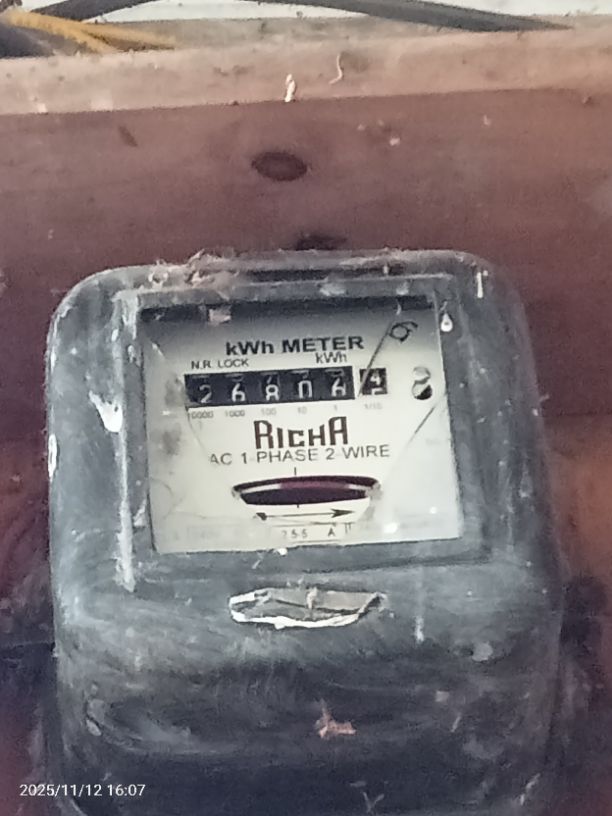 kWh METER
N.R. LOCK kWh
2 6 8 0 6
10000 1000 100 10 1 1/10
RICHA
AC 1-PHASE 2-WIRE
2025/11/12 16:07